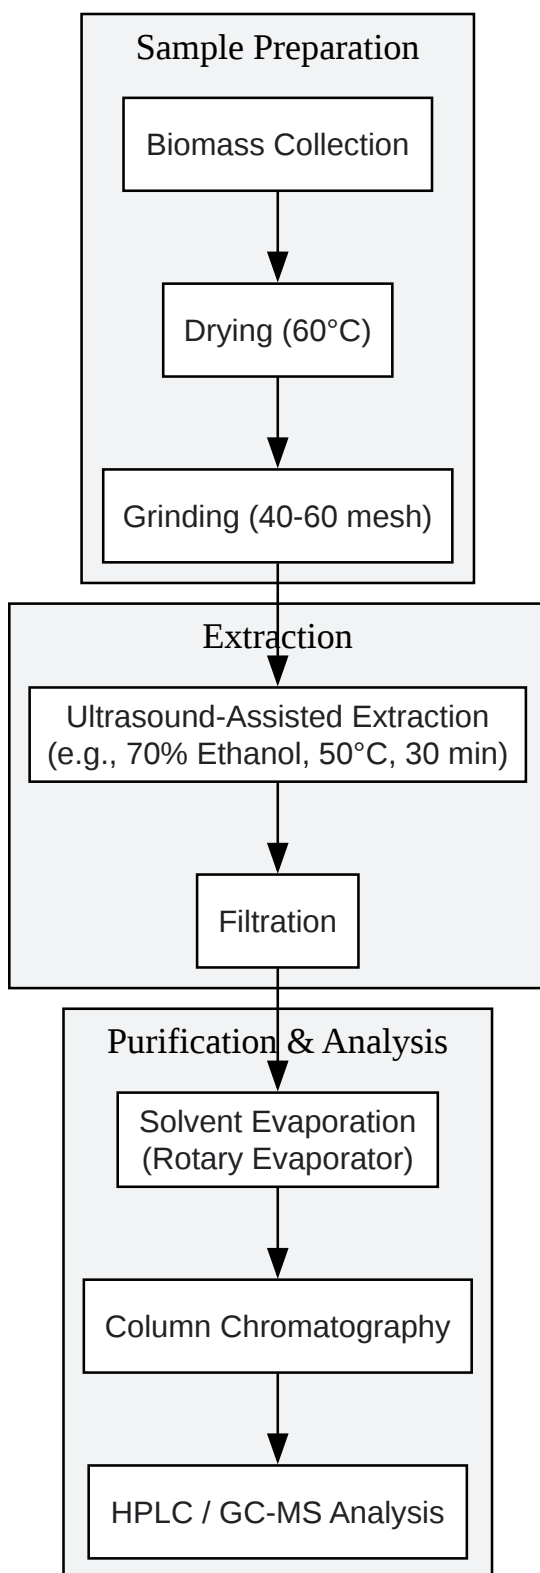 Sample Preparation
Biomass Collection
Drying (60°C)
Grinding (40-60 mesh)
Extraction
Ultrasound-Assisted Extraction
(e.g., 70% Ethanol, 50°C, 30 min)
Filtration
Purification & Analysis
Solvent Evaporation
(Rotary Evaporator)
Column Chromatography
HPLC / GC-MS Analysis